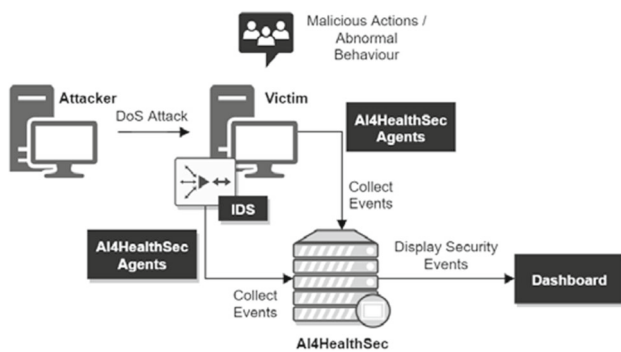 Malicious Actions /
Abnormal
Behaviour
Attacker
DoS Attack
Victim
AI4HealthSec
Agents
Collect
Events
IDS
AI4HealthSec
Agents
Collect
Events
Display Security
Events
Dashboard
AI4HealthSec